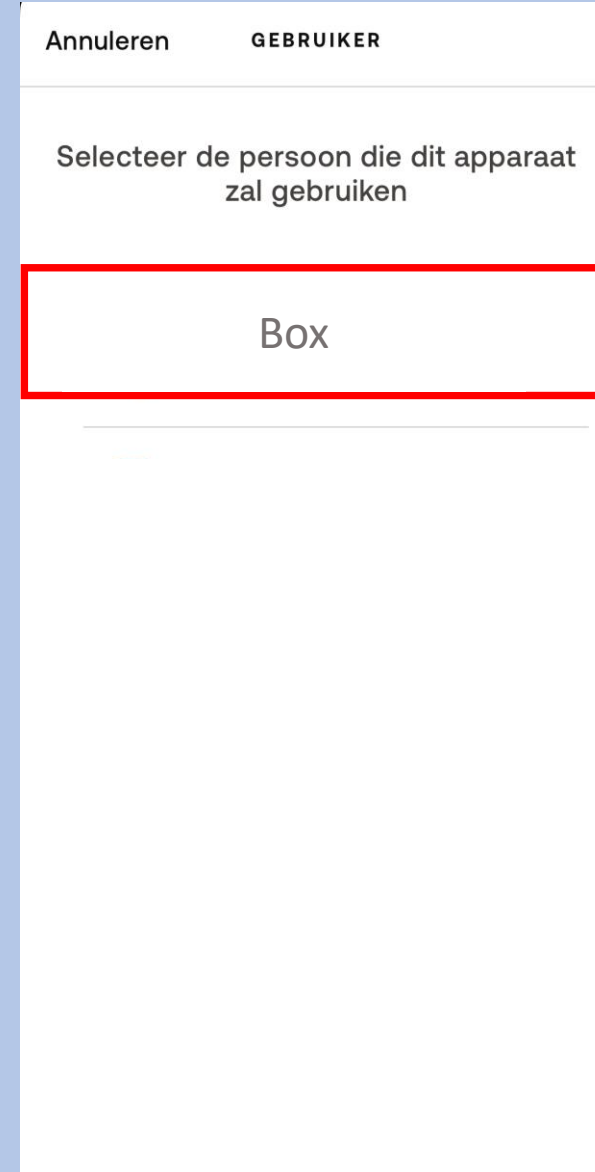 Annuleren GEBRUIKER
Selecteer de persoon die dit apparaat
zal gebruiken
Box